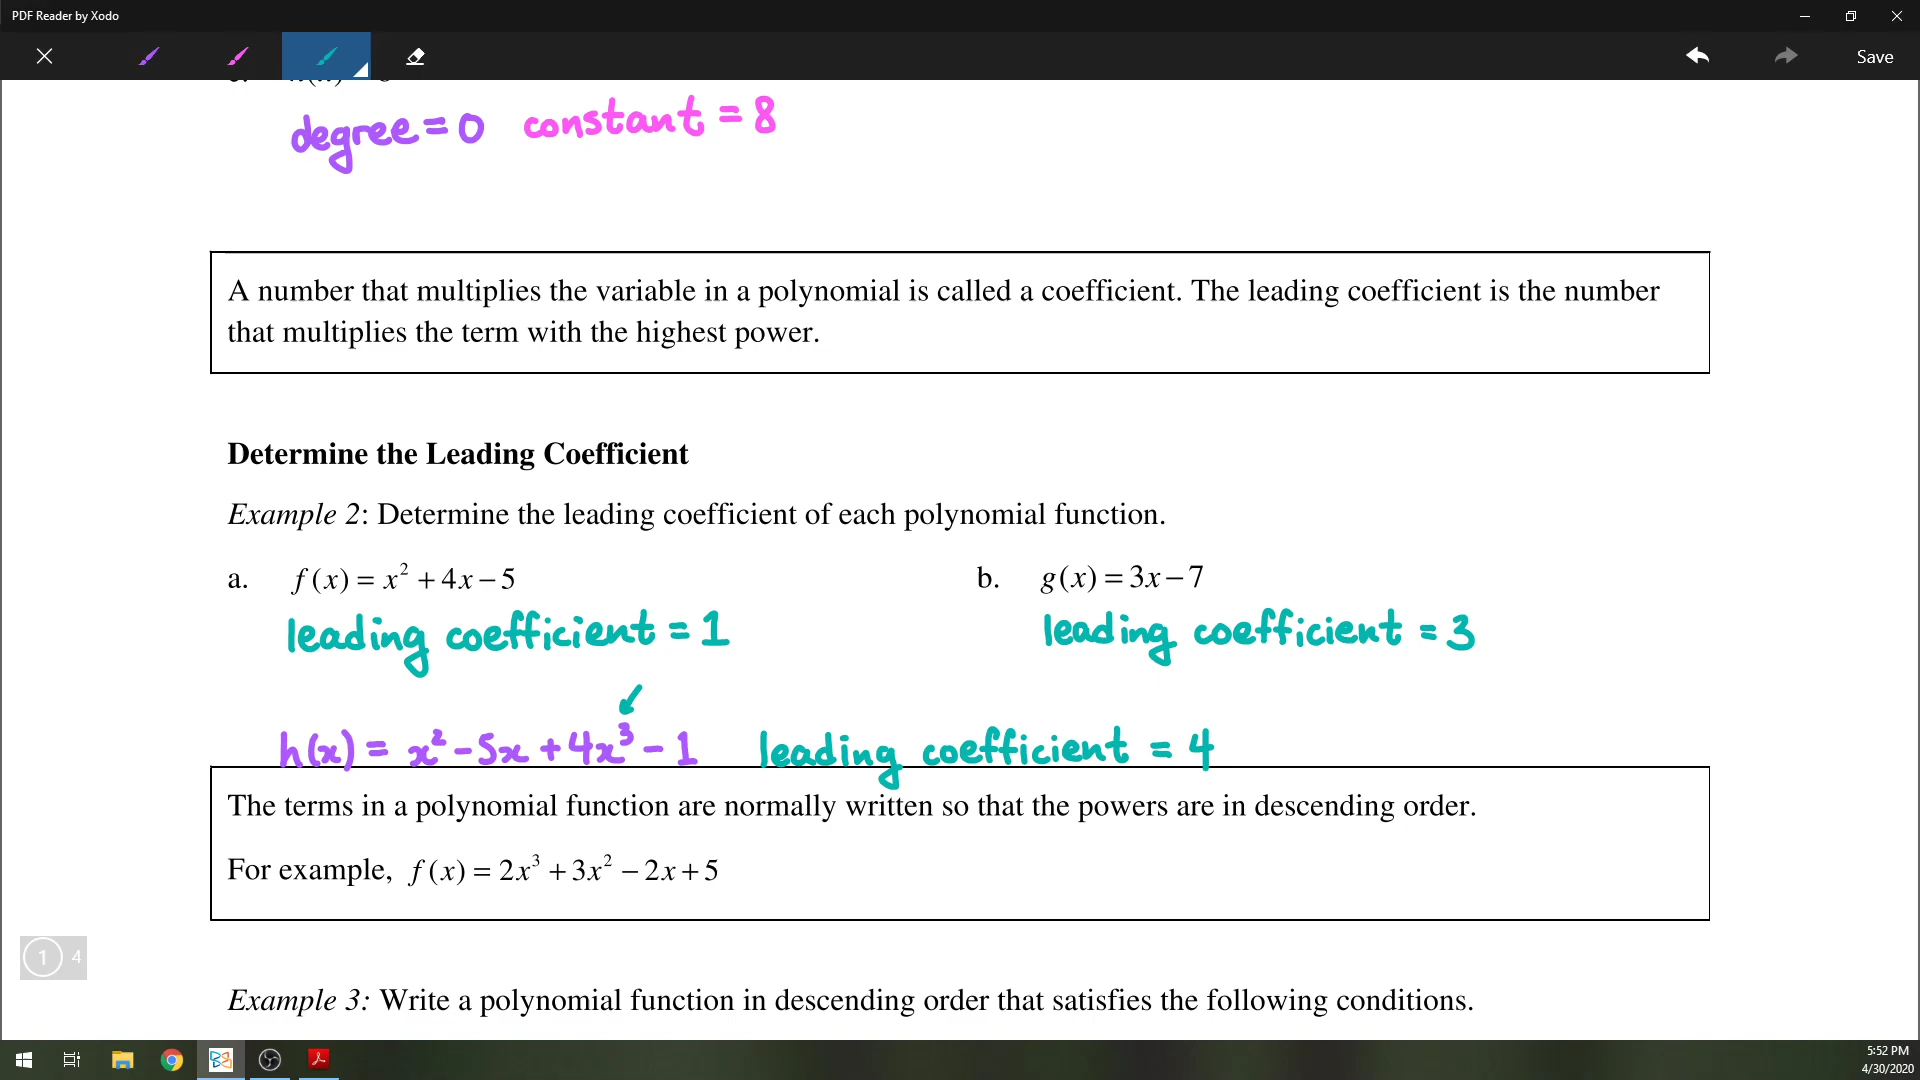 PDF Reader by Xodo
Save
degree = 0 constant = 8
A number that multiplies the variable in a polynomial is called a coefficient. The leading coefficient is the number
that multiplies the term with the highest power.
Determine the Leading Coefficient
Example 2: Determine the leading coefficient of each polynomial function.
a. f(x) = x² + 4x − 5
b. g(x) = 3x − 7
leading coefficient = 1
leading coefficient = 3
h(x) = x² − 5x + 4x³ − 1 leading coefficient = 4
The terms in a polynomial function are normally written so that the powers are in descending order.
For example, f(x) = 2x³ + 3x² − 2x + 5
1 4
Example 3: Write a polynomial function in descending order that satisfies the following conditions.
5:52 PM
4/30/2020